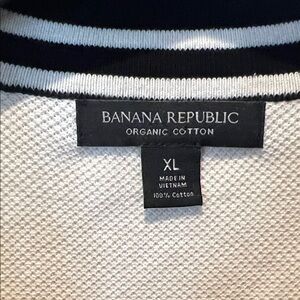 BANANA REPUBLIC
ORGANIC COTTON
XL
MADE IN
VIETNAM
100% Cotton